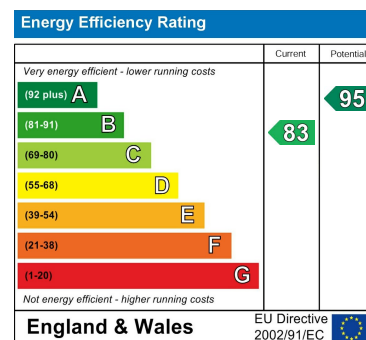 Energy Efficiency Rating
Current Potential
Very energy efficient - lower running costs
(92 plus) A
95
(81-91) B
83
(69-80) C
(55-68) D
(39-54) E
(21-38) F
(1-20) G
Not energy efficient - higher running costs
England & Wales
EU Directive
2002/91/EC